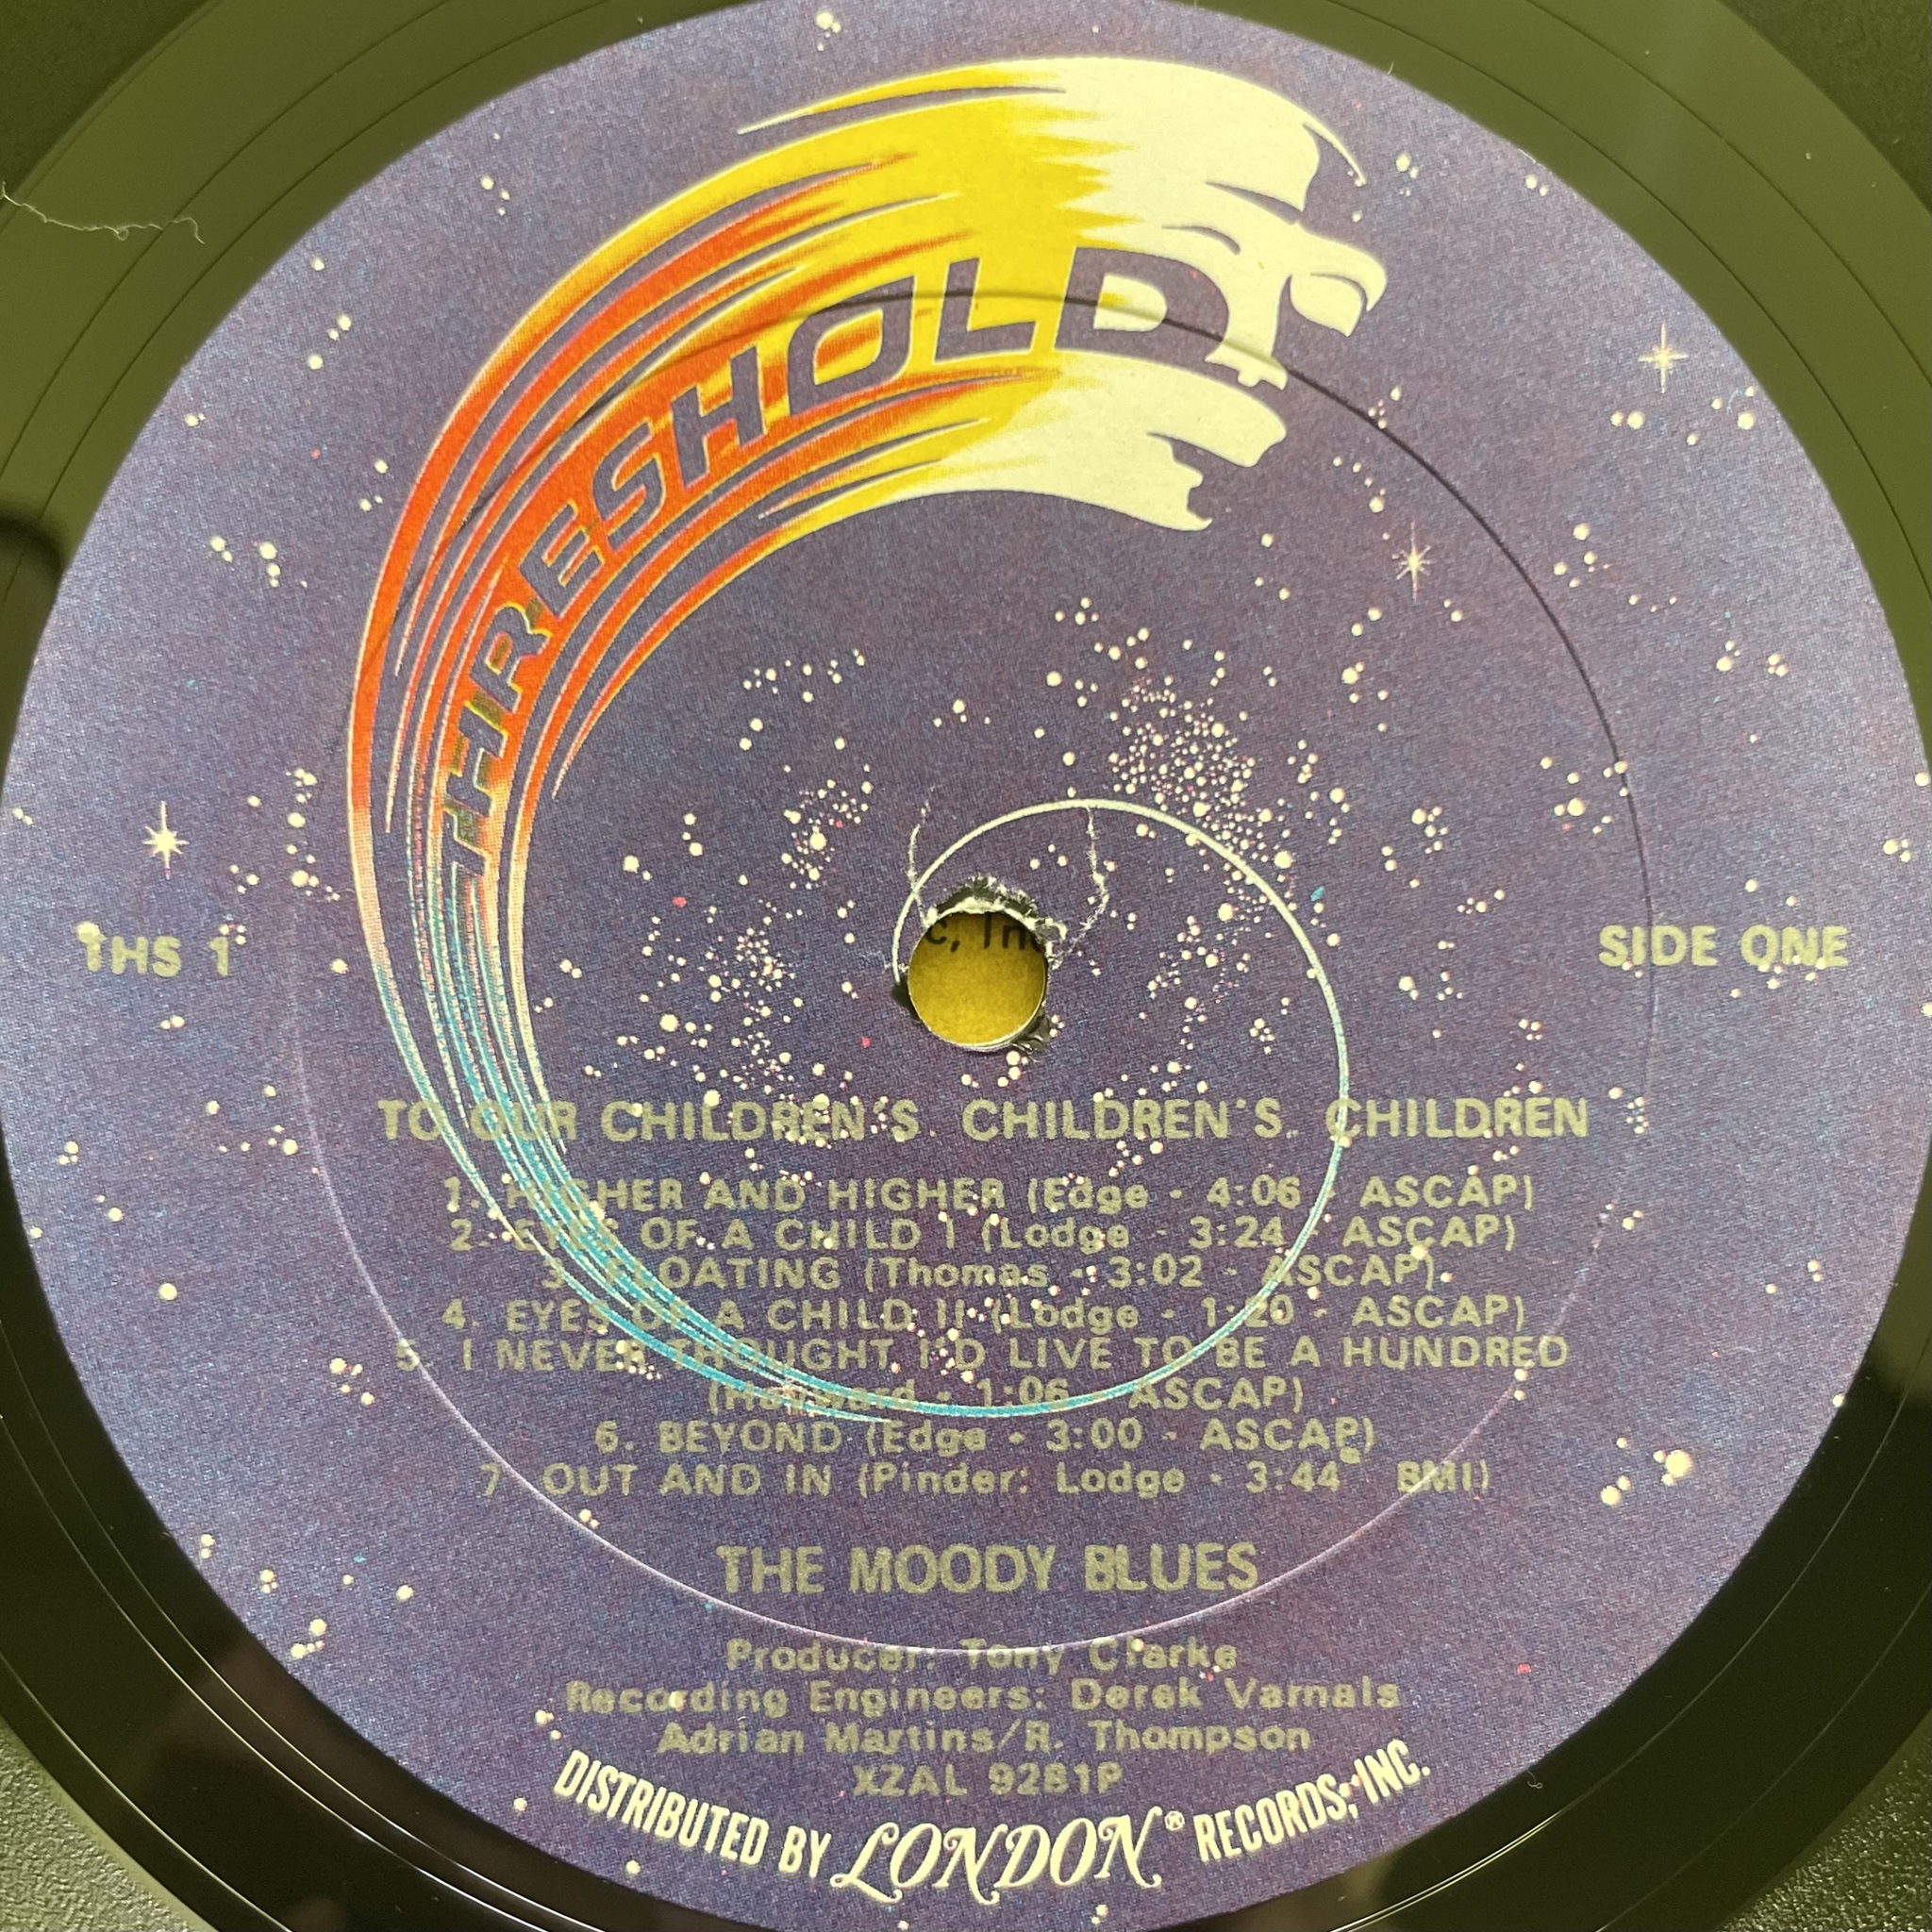 THRESHOLD
c, Inc
THS 1
SIDE ONE
TO OUR CHILDREN'S. CHILDREN'S. CHILDREN
1. HIGHER AND HIGHER (Edge - 4:06 - ASCAP)
2. EYES OF A CHILD I (Lodge - 3:24 ASCAP)
3. FLOATING (Thomas - 3:02 - ASCAP)
4. EYES OF A CHILD II (Lodge - 1:20 - ASCAP)
5. I NEVER THOUGHT I'D LIVE TO BE A HUNDRED
(Hayward - 1:06 - ASCAP)
6. BEYOND (Edge - 3:00 - ASCAP)
7. OUT AND IN (Pinder: Lodge - 3:44 BMI)
THE MOODY BLUES
Producer: Tony Clarke
Recording Engineers: Derek Varnals
Adrian Martins/R. Thompson
XZAL 9281P
DISTRIBUTED BY LONDON® RECORDS, INC.